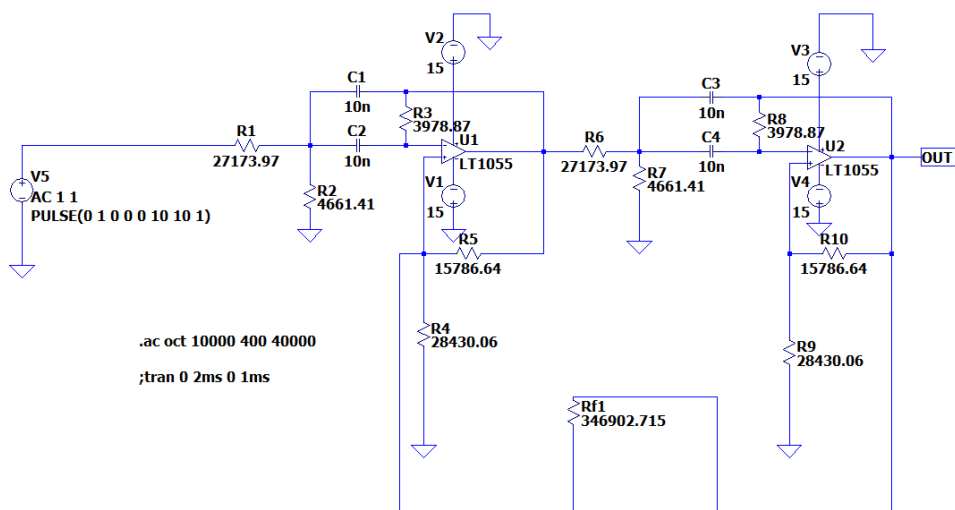 V2
15
V3
15
C1
10n
C3
10n
R3
3978.87
R8
3978.87
R1
27173.97
C2
10n
U1
LT1055
R6
27173.97
C4
10n
U2
LT1055
OUT
V5
AC 1 1
PULSE(0 1 0 0 0 10 10 1)
R2
4661.41
V1
15
R7
4661.41
V4
15
R5
15786.64
R10
15786.64
R4
28430.06
R9
28430.06
.ac oct 10000 400 40000
;tran 0 2ms 0 1ms
Rf1
346902.715